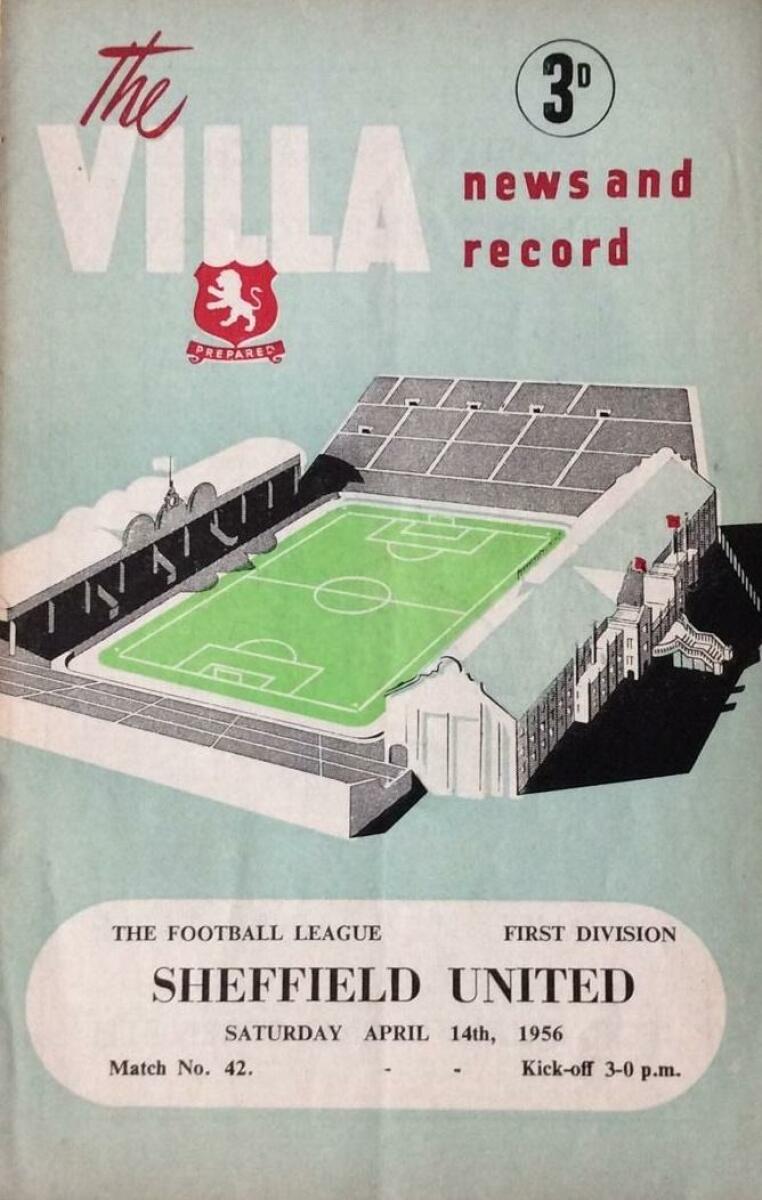 The
VILLA
3D
news and
record
PREPARED
THE FOOTBALL LEAGUE FIRST DIVISION
SHEFFIELD UNITED
SATURDAY APRIL 14th, 1956
Match No. 42. - - Kick-off 3-0 p.m.